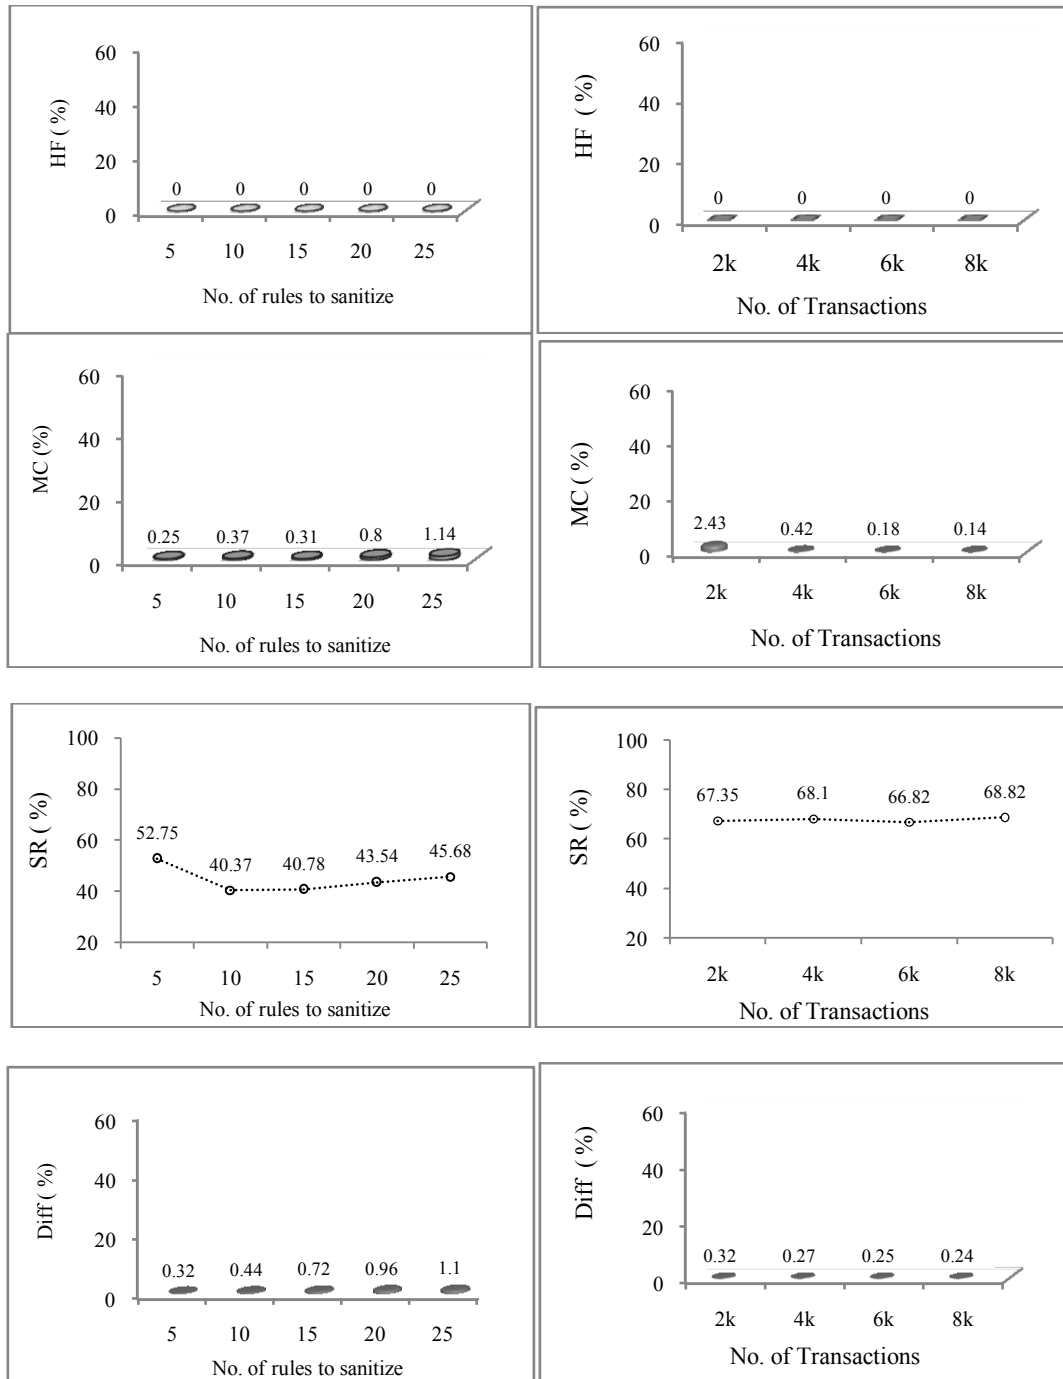 60
40
20
0
HF ( %)
0 0 0 0 0
5 10 15 20 25
No. of rules to sanitize
60
40
20
0
HF ( %)
0 0 0 0
2k 4k 6k 8k
No. of Transactions
60
40
20
0
MC (%)
0.25 0.37 0.31 0.8 1.14
5 10 15 20 25
No. of rules to sanitize
60
40
20
0
MC ( %)
2.43 0.42 0.18 0.14
2k 4k 6k 8k
No. of Transactions
100
80
60
40
20
SR ( %)
52.75 40.37 40.78 43.54 45.68
5 10 15 20 25
No. of rules to sanitize
100
80
60
40
20
SR ( %)
67.35 68.1 66.82 68.82
2k 4k 6k 8k
No. of Transactions
60
40
20
0
Diff ( %)
0.32 0.44 0.72 0.96 1.1
5 10 15 20 25
No. of rules to sanitize
60
40
20
0
Diff ( %)
0.32 0.27 0.25 0.24
2k 4k 6k 8k
No. of Transactions